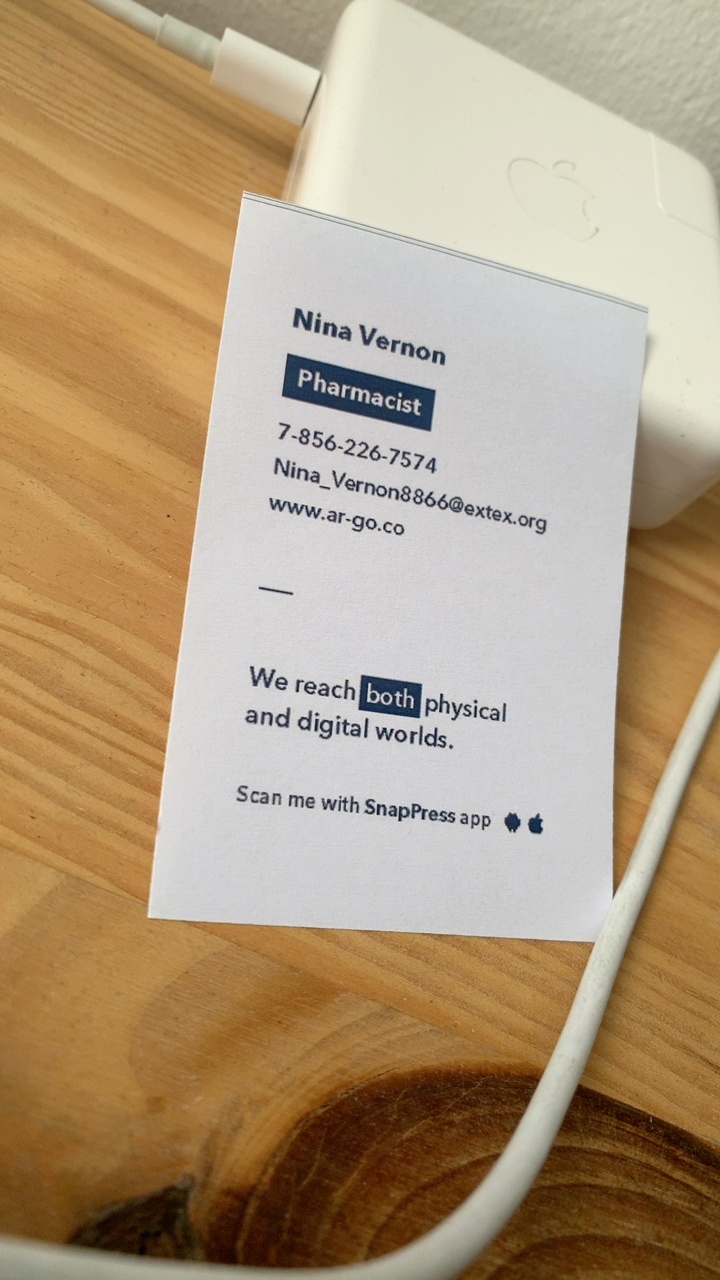 Nina Vernon
Pharmacist
7-856-226-7574
Nina_Vernon8866@extex.org
www.ar-go.co
—
We reach both physical
and digital worlds.
Scan me with SnapPress app